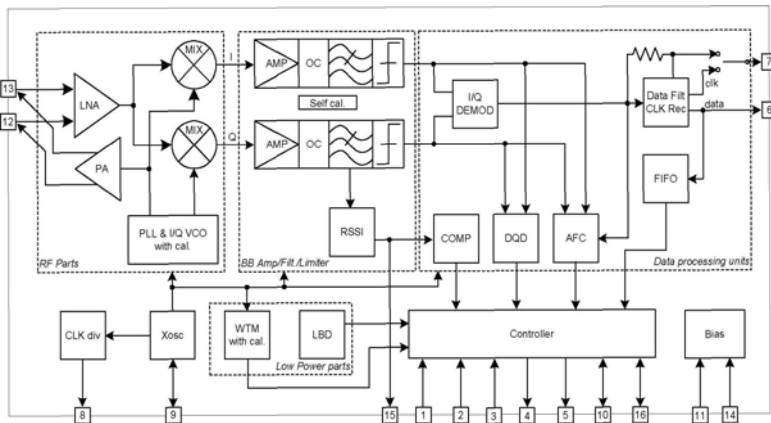 MIX
I
AMP
OC
7
clk
13
LNA
Self cal.
I/Q
DEMOD
Data Filt
CLK Rec
data
6
12
MIX
Q
AMP
OC
PA
FIFO
PLL & I/Q VCO
with cal.
RSSI
COMP
DQD
AFC
RF Parts
BB Amp/Filt./Limiter
Data processing units
CLK div
Xosc
WTM
with cal.
LBD
Low Power parts
Controller
Bias
8
9
15
1
2
3
4
5
10
16
11
14